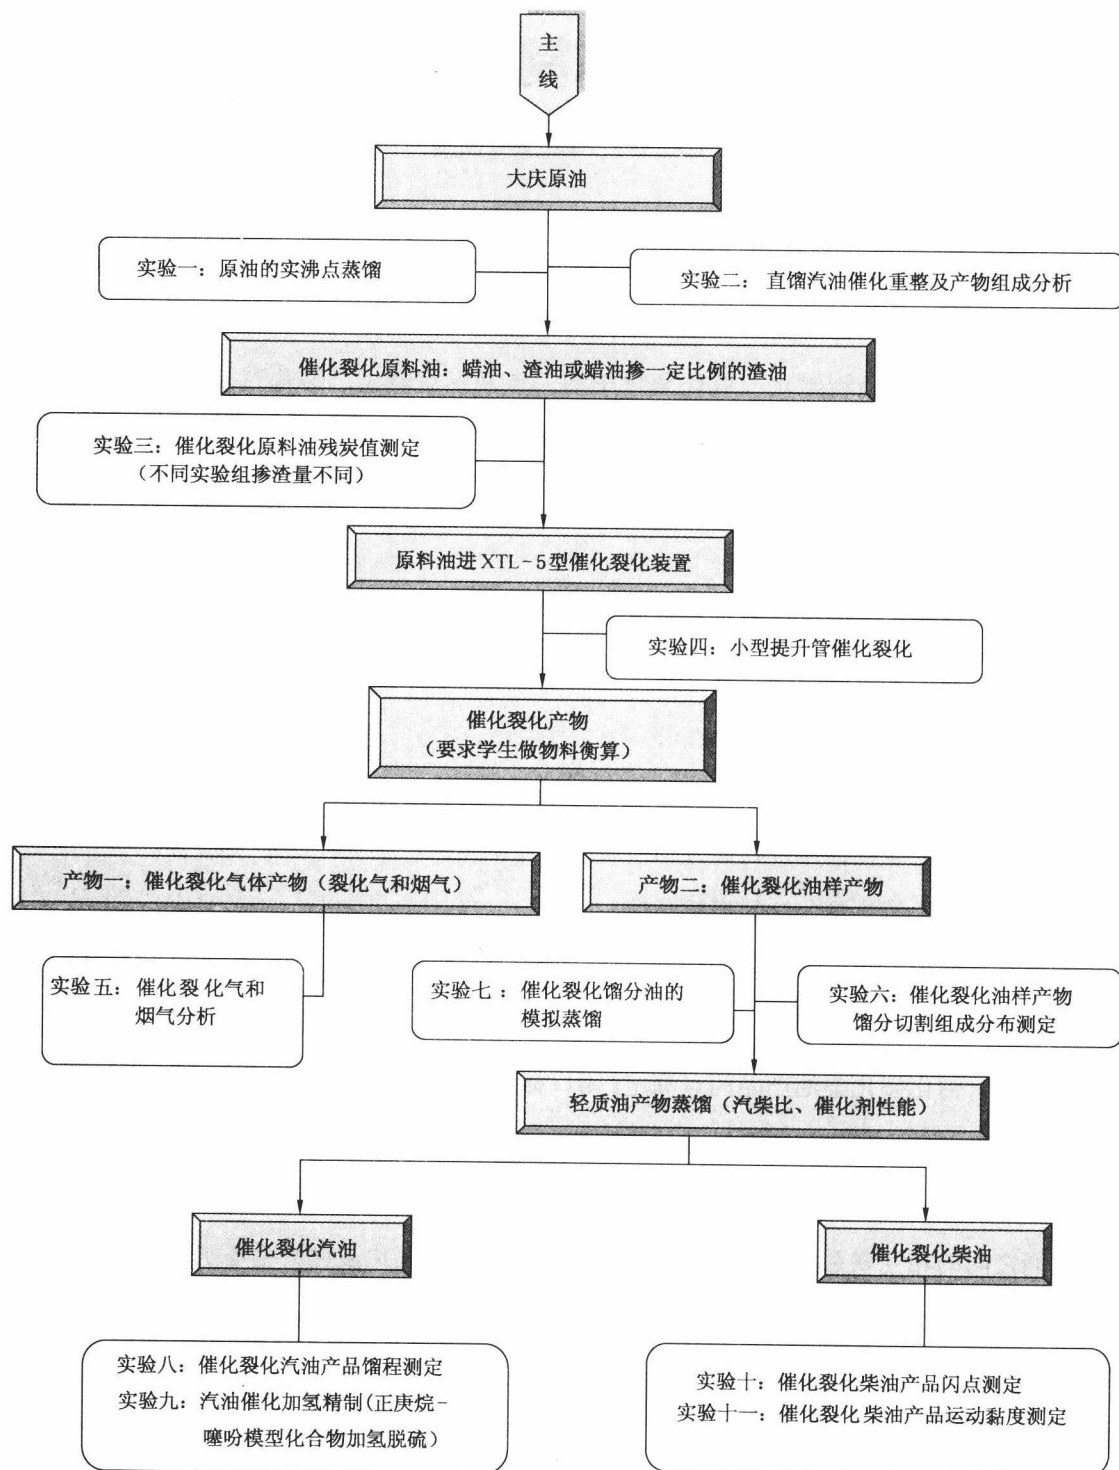 主
线
大庆原油
实验一：原油的实沸点蒸馏
实验二： 直馏汽油催化重整及产物组成分析
催化裂化原料油：蜡油、渣油或蜡油掺一定比例的渣油
实验三：催化裂化原料油残炭值测定
（不同实验组掺渣量不同）
原料油进 XTL-5型催化裂化装置
实验四：小型提升管催化裂化
催化裂化产物
（要求学生做物料衡算）
产物一：催化裂化气体产物（裂化气和烟气）
产物二：催化裂化油样产物
实验五：催化裂化气和
烟气分析
实验七：催化裂化馏分油的
模拟蒸馏
实验六：催化裂化油样产物
馏分切割组成分布测定
轻质油产物蒸馏（汽柴比、催化剂性能）
催化裂化汽油
催化裂化柴油
实验八：催化裂化汽油产品馏程测定
实验九：汽油催化加氢精制(正庚烷-
噻吩模型化合物加氢脱硫）
实验十：催化裂化柴油产品闪点测定
实验十一：催化裂化柴油产品运动黏度测定